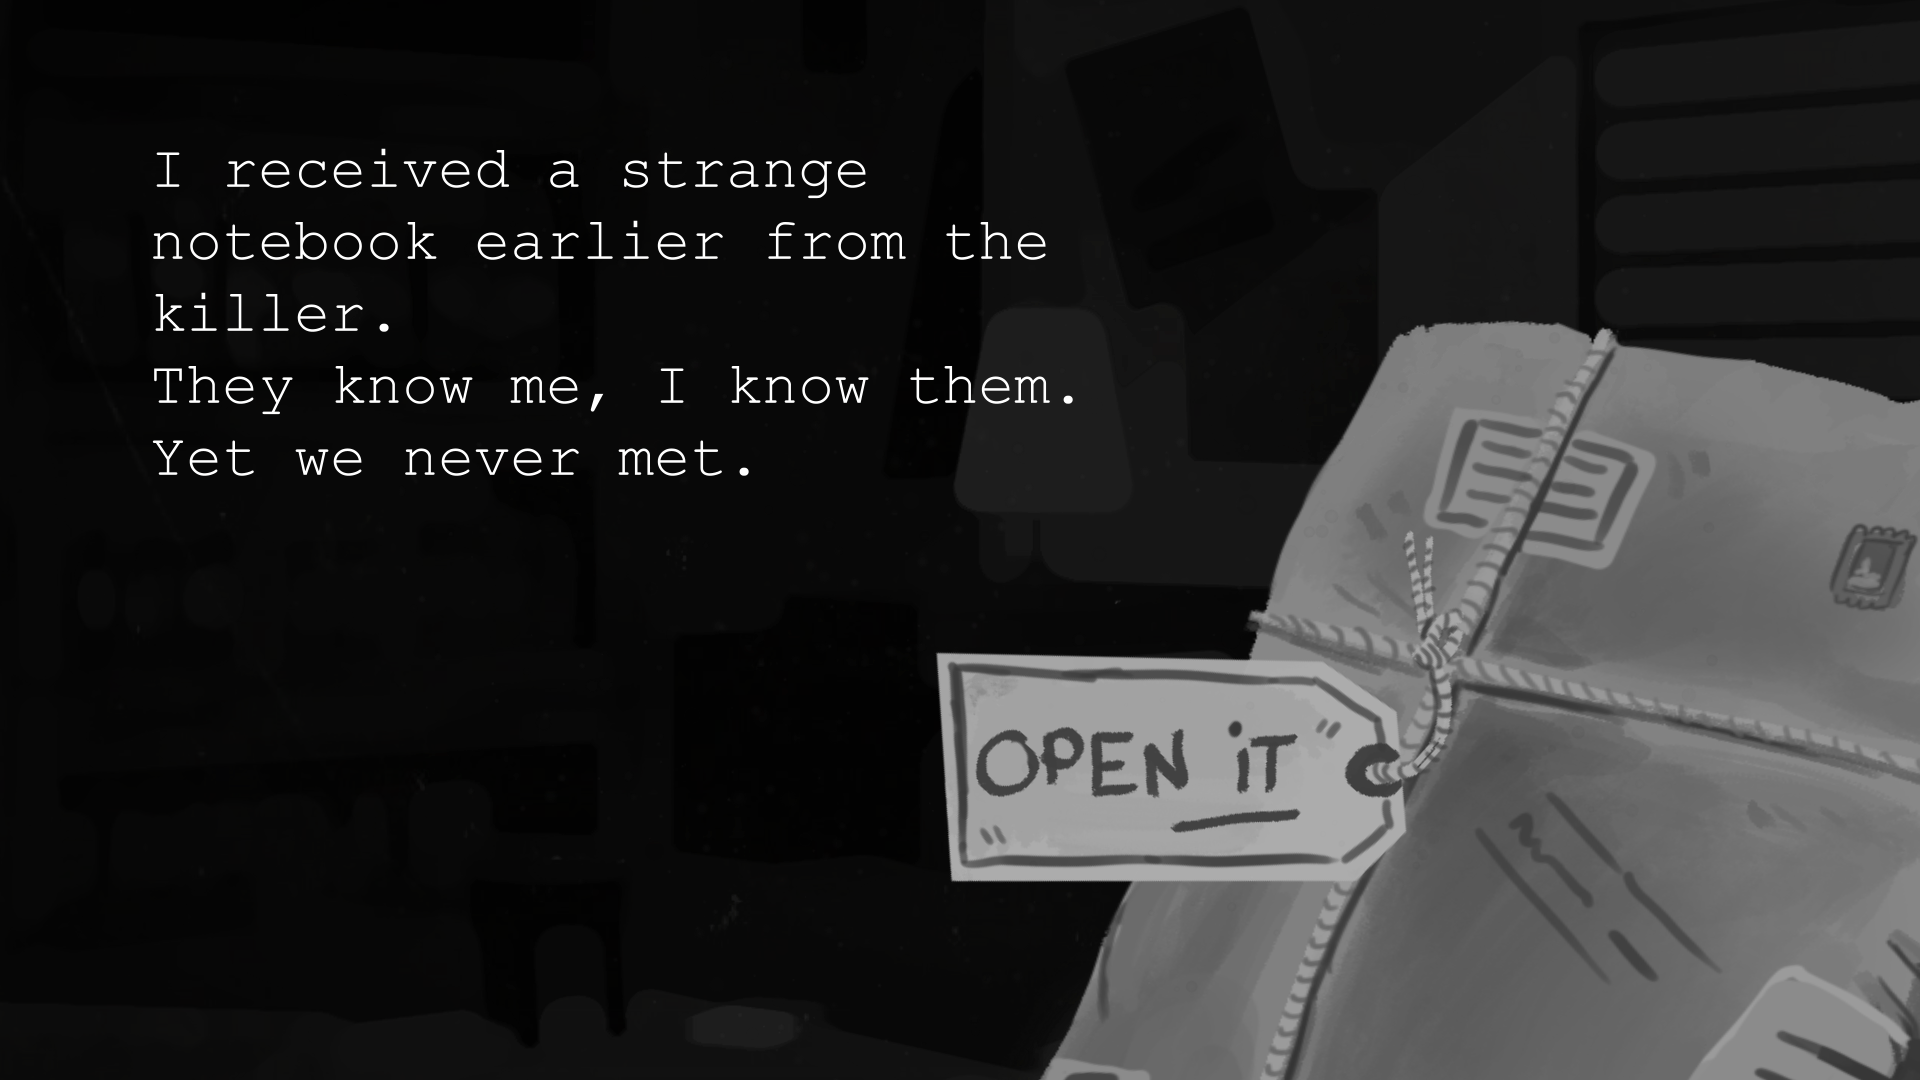 I received a strange
notebook earlier from the
killer.
They know me, I know them.
Yet we never met.
OPEN iT